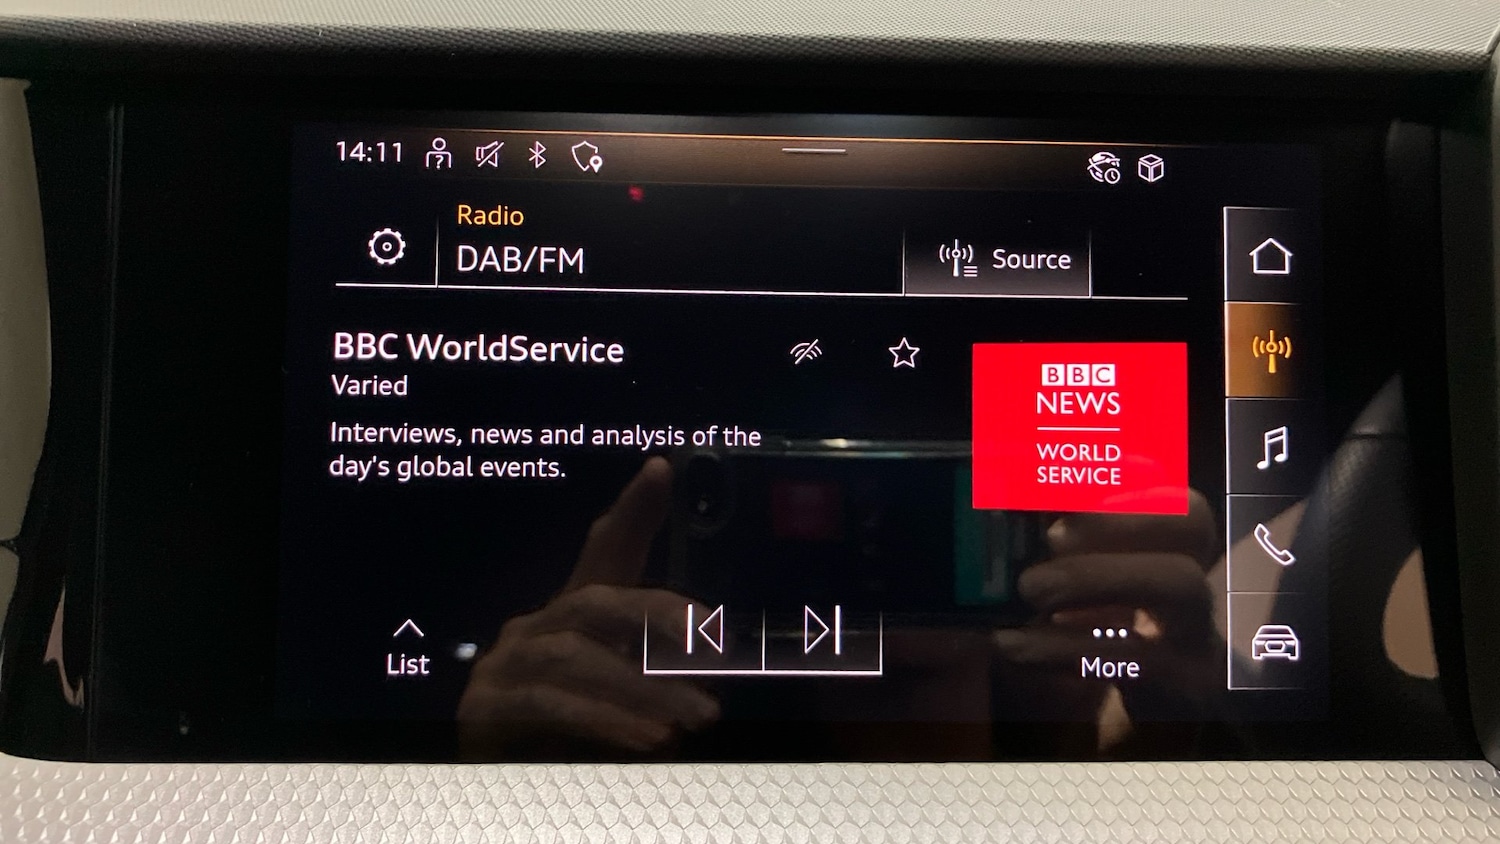 14:11
Radio
DAB/FM
Source
BBC WorldService
Varied
Interviews, news and analysis of the
day's global events.
BBC
NEWS
WORLD
SERVICE
List
More